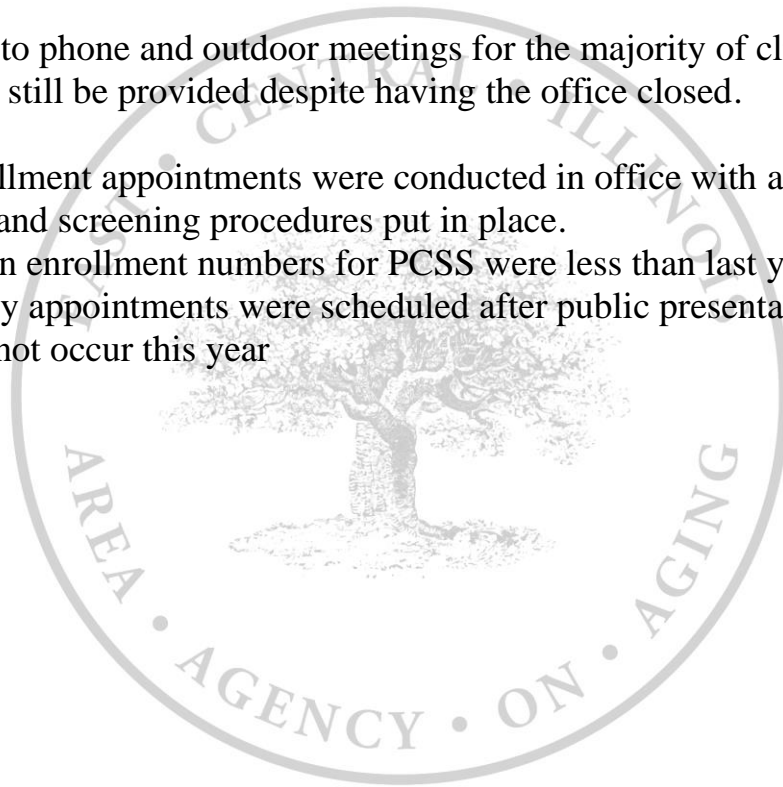 to phone and outdoor meetings for the majority of cl
still be provided despite having the office closed.
llment appointments were conducted in office with a
and screening procedures put in place.
n enrollment numbers for PCSS were less than last y
y appointments were scheduled after public presenta
not occur this year
EAST • CENTRAL • ILLINOIS
AREA • AGENCY • ON • AGING